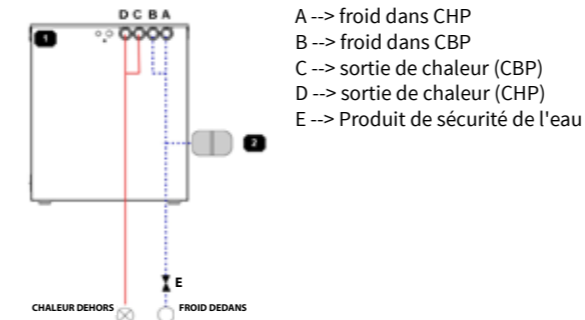 D C B A
1
2
E
CHALEUR DEHORS
FROID DEDANS
A --> froid dans CHP
B --> froid dans CBP
C --> sortie de chaleur (CBP)
D --> sortie de chaleur (CHP)
E --> Produit de sécurité de l'eau